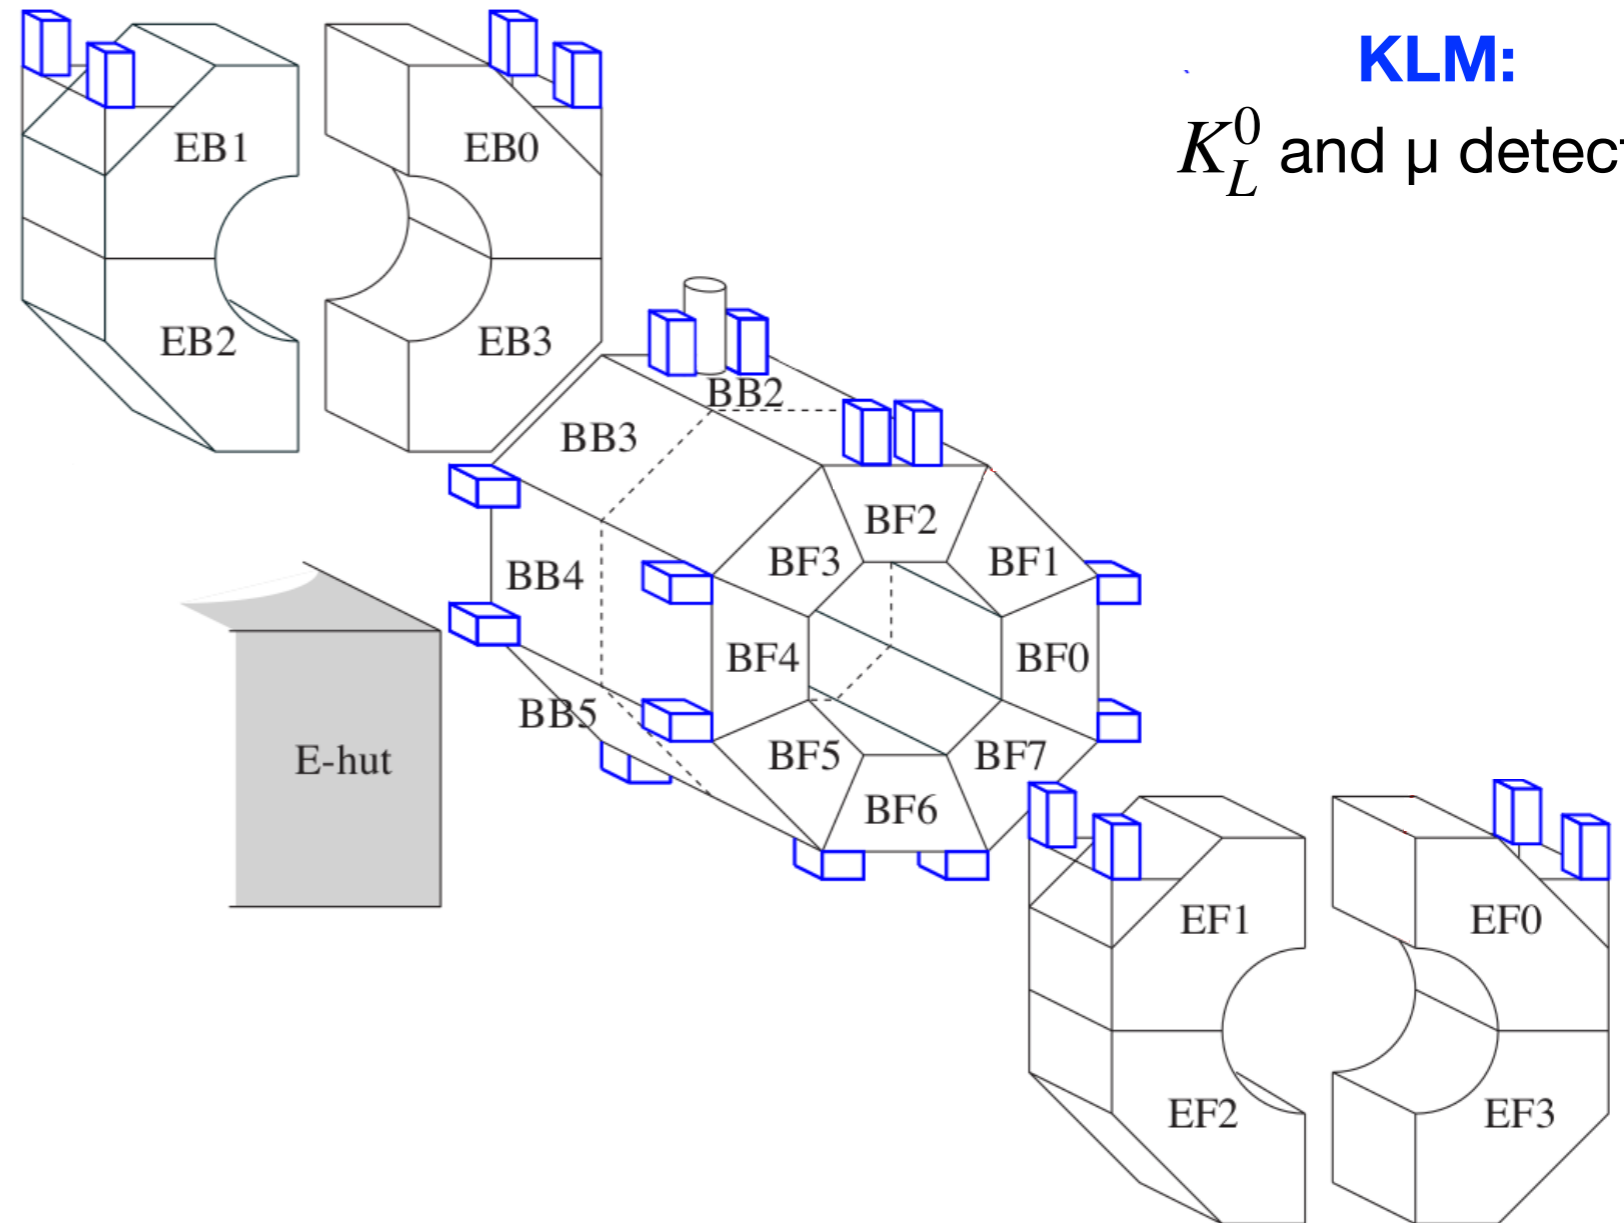 KLM:
K_L^0 and μ detect
EB1
EB0
EB2
EB3
BB2
BB3
BB4
BB5
BF2
BF3
BF1
BF4
BF0
BF5
BF7
BF6
E-hut
EF1
EF0
EF2
EF3